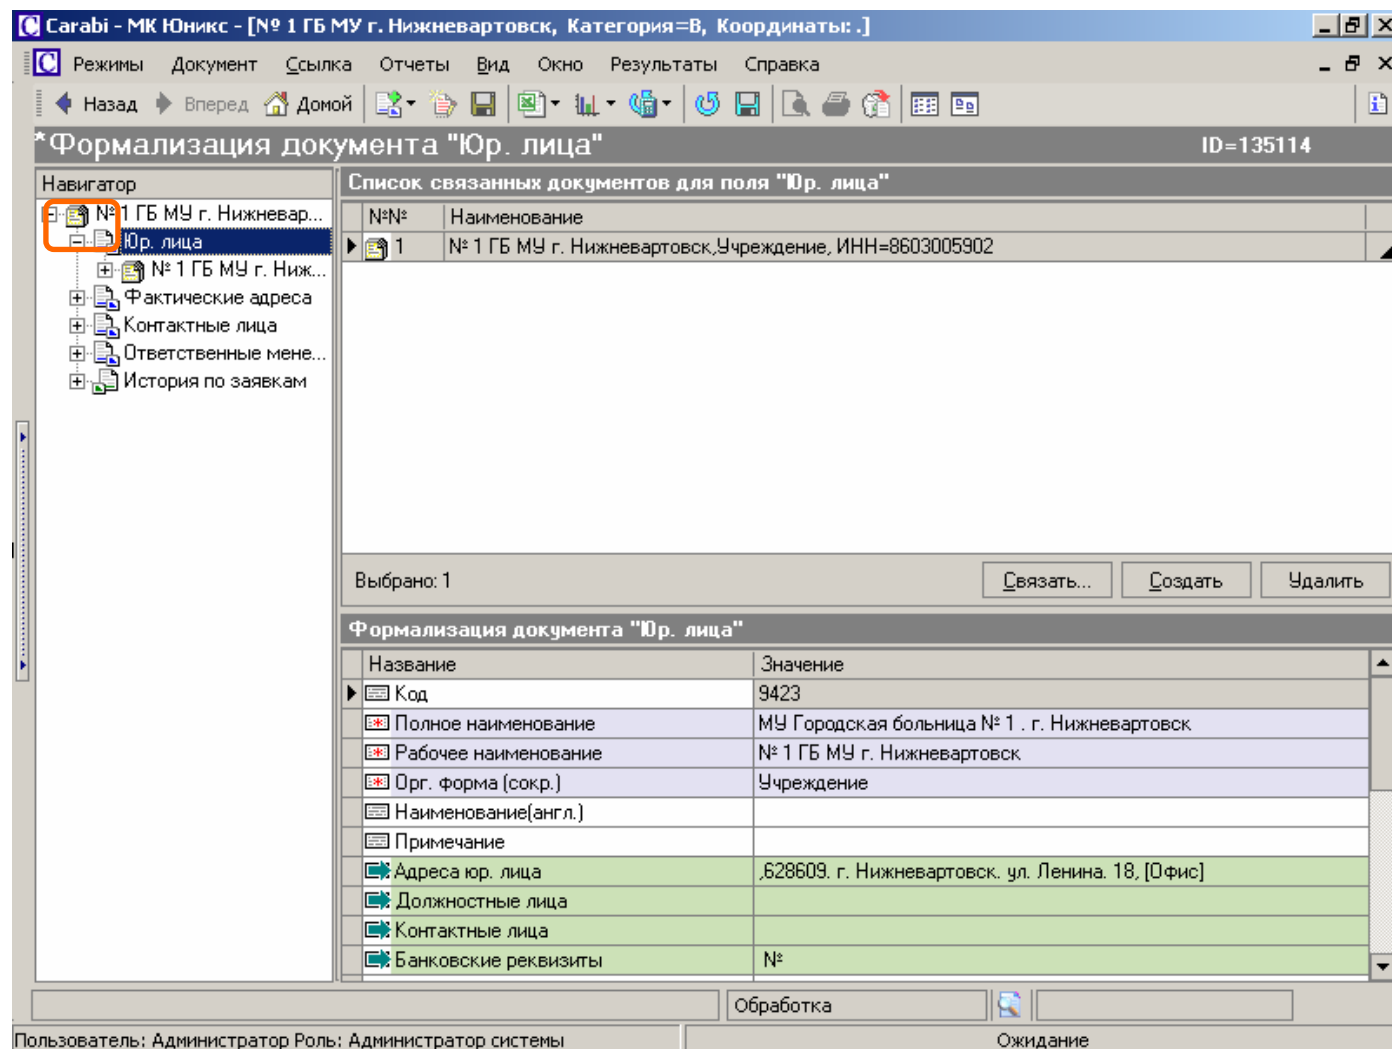 Carabi - МК Юникс - [№ 1 ГБ МУ г. Нижневартовск, Категория=В, Координаты: .]
Режимы Документ Ссылка Отчеты Вид Окно Результаты Справка
Назад Вперед Домой
*Формализация документа "Юр. лица" ID=135114
Навигатор
№ 1 ГБ МУ г. Нижневар...
Юр. лица
№ 1 ГБ МУ г. Ниж...
Фактические адреса
Контактные лица
Ответственные мене...
История по заявкам
Список связанных документов для поля "Юр. лица"
№№ Наименование
1 № 1 ГБ МУ г. Нижневартовск,Учреждение, ИНН=8603005902
Выбрано: 1 Связать... Создать Удалить
Формализация документа "Юр. лица"
Название Значение
Код 9423
Полное наименование МУ Городская больница № 1 . г. Нижневартовск
Рабочее наименование № 1 ГБ МУ г. Нижневартовск
Орг. форма (сокр.) Учреждение
Наименование(англ.)
Примечание
Адреса юр. лица ,628609. г. Нижневартовск. ул. Ленина. 18, [Офис]
Должностные лица
Контактные лица
Банковские реквизиты №
Обработка
Пользователь: Администратор Роль: Администратор системы Ожидание